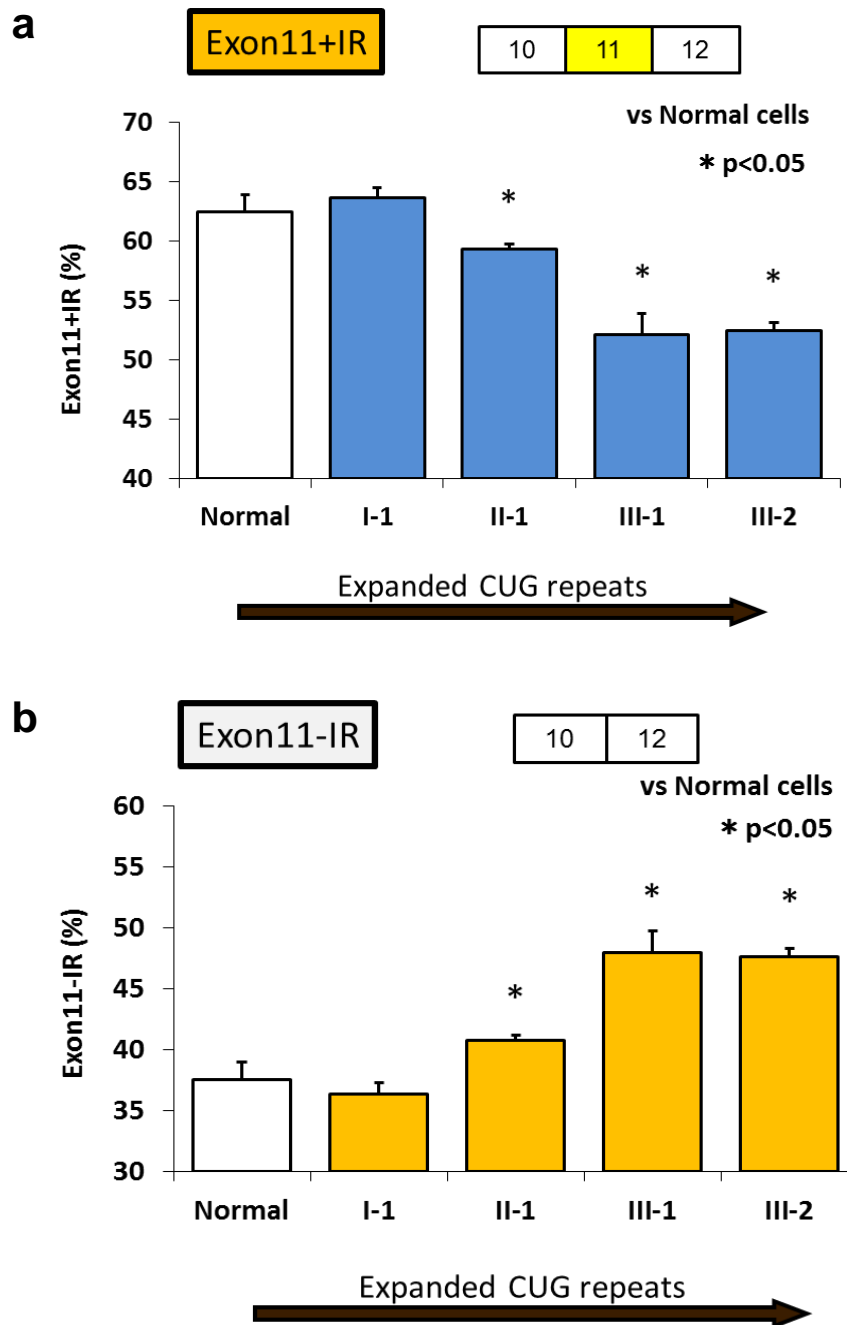 a
Exon11+IR
10 11 12
vs Normal cells
* p<0.05
Exon11+IR (%)
70
65
60
55
50
45
40
*
*
*
Normal I-1 II-1 III-1 III-2
Expanded CUG repeats
b
Exon11-IR
10 12
vs Normal cells
* p<0.05
Exon11-IR (%)
60
55
50
45
40
35
30
*
*
*
Normal I-1 II-1 III-1 III-2
Expanded CUG repeats